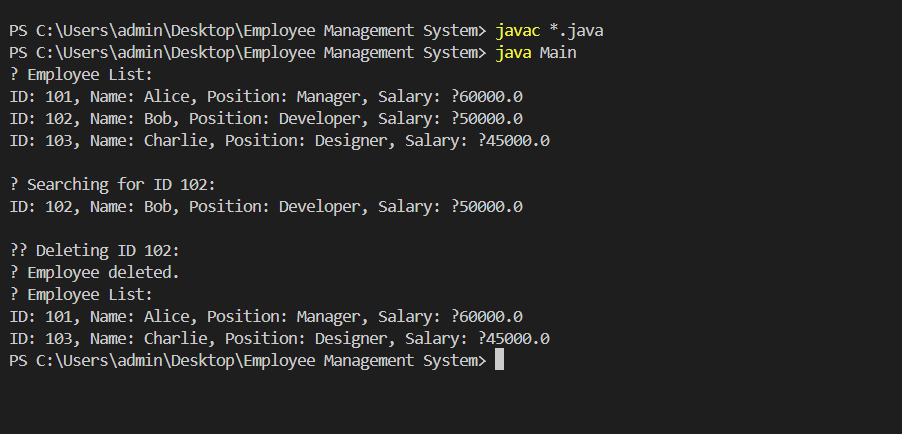 PS C:\Users\admin\Desktop\Employee Management System> javac *.java
PS C:\Users\admin\Desktop\Employee Management System> java Main
? Employee List:
ID: 101, Name: Alice, Position: Manager, Salary: ?60000.0
ID: 102, Name: Bob, Position: Developer, Salary: ?50000.0
ID: 103, Name: Charlie, Position: Designer, Salary: ?45000.0
? Searching for ID 102:
ID: 102, Name: Bob, Position: Developer, Salary: ?50000.0
?? Deleting ID 102:
? Employee deleted.
? Employee List:
ID: 101, Name: Alice, Position: Manager, Salary: ?60000.0
ID: 103, Name: Charlie, Position: Designer, Salary: ?45000.0
PS C:\Users\admin\Desktop\Employee Management System>